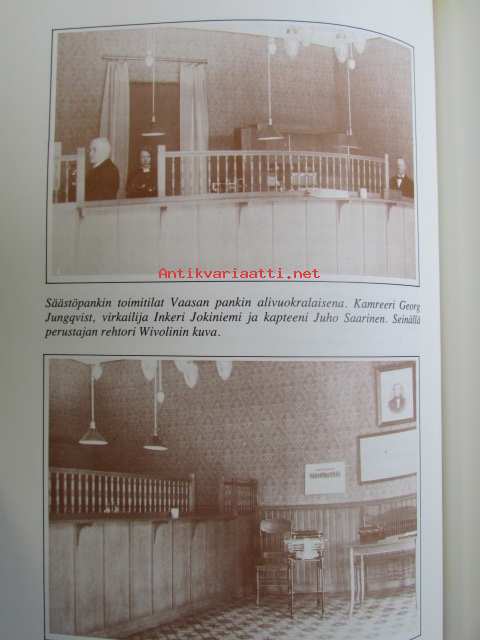 Antikvariaatti.net
Säästöpankin toimitilat Vaasan pankin alivuokralaisena. Kamreeri Georg
Jungqvist, virkailija Inkeri Jokiniemi ja kapteeni Juho Saarinen. Seinällä
perustajan rehtori Wivolinin kuva.